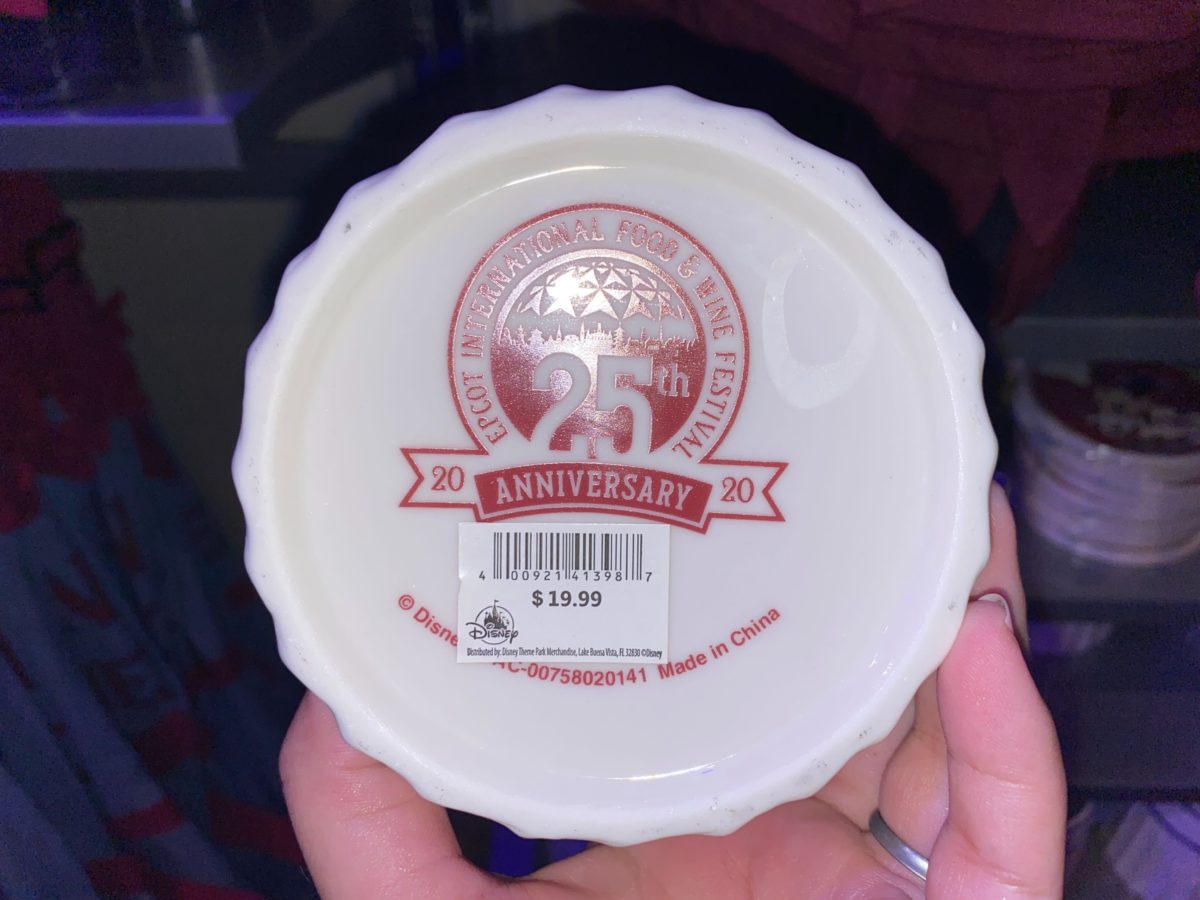 EPCOT INTERNATIONAL FOOD & WINE FESTIVAL
25th
20 ANNIVERSARY 20
4 00921 41398 7
$ 19.99
Disney
Distributed by: Disney Theme Park Merchandise, Lake Buena Vista, FL 32830 ©Disney
© Disne AC-00758020141 Made in China